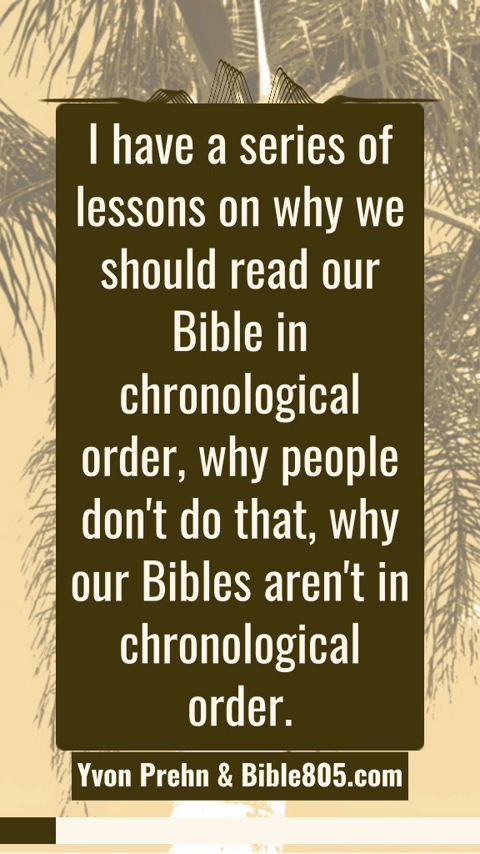 I have a series of
lessons on why we
should read our
Bible in
chronological
order, why people
don't do that, why
our Bibles aren't in
chronological
order.
Yvon Prehn & Bible805.com